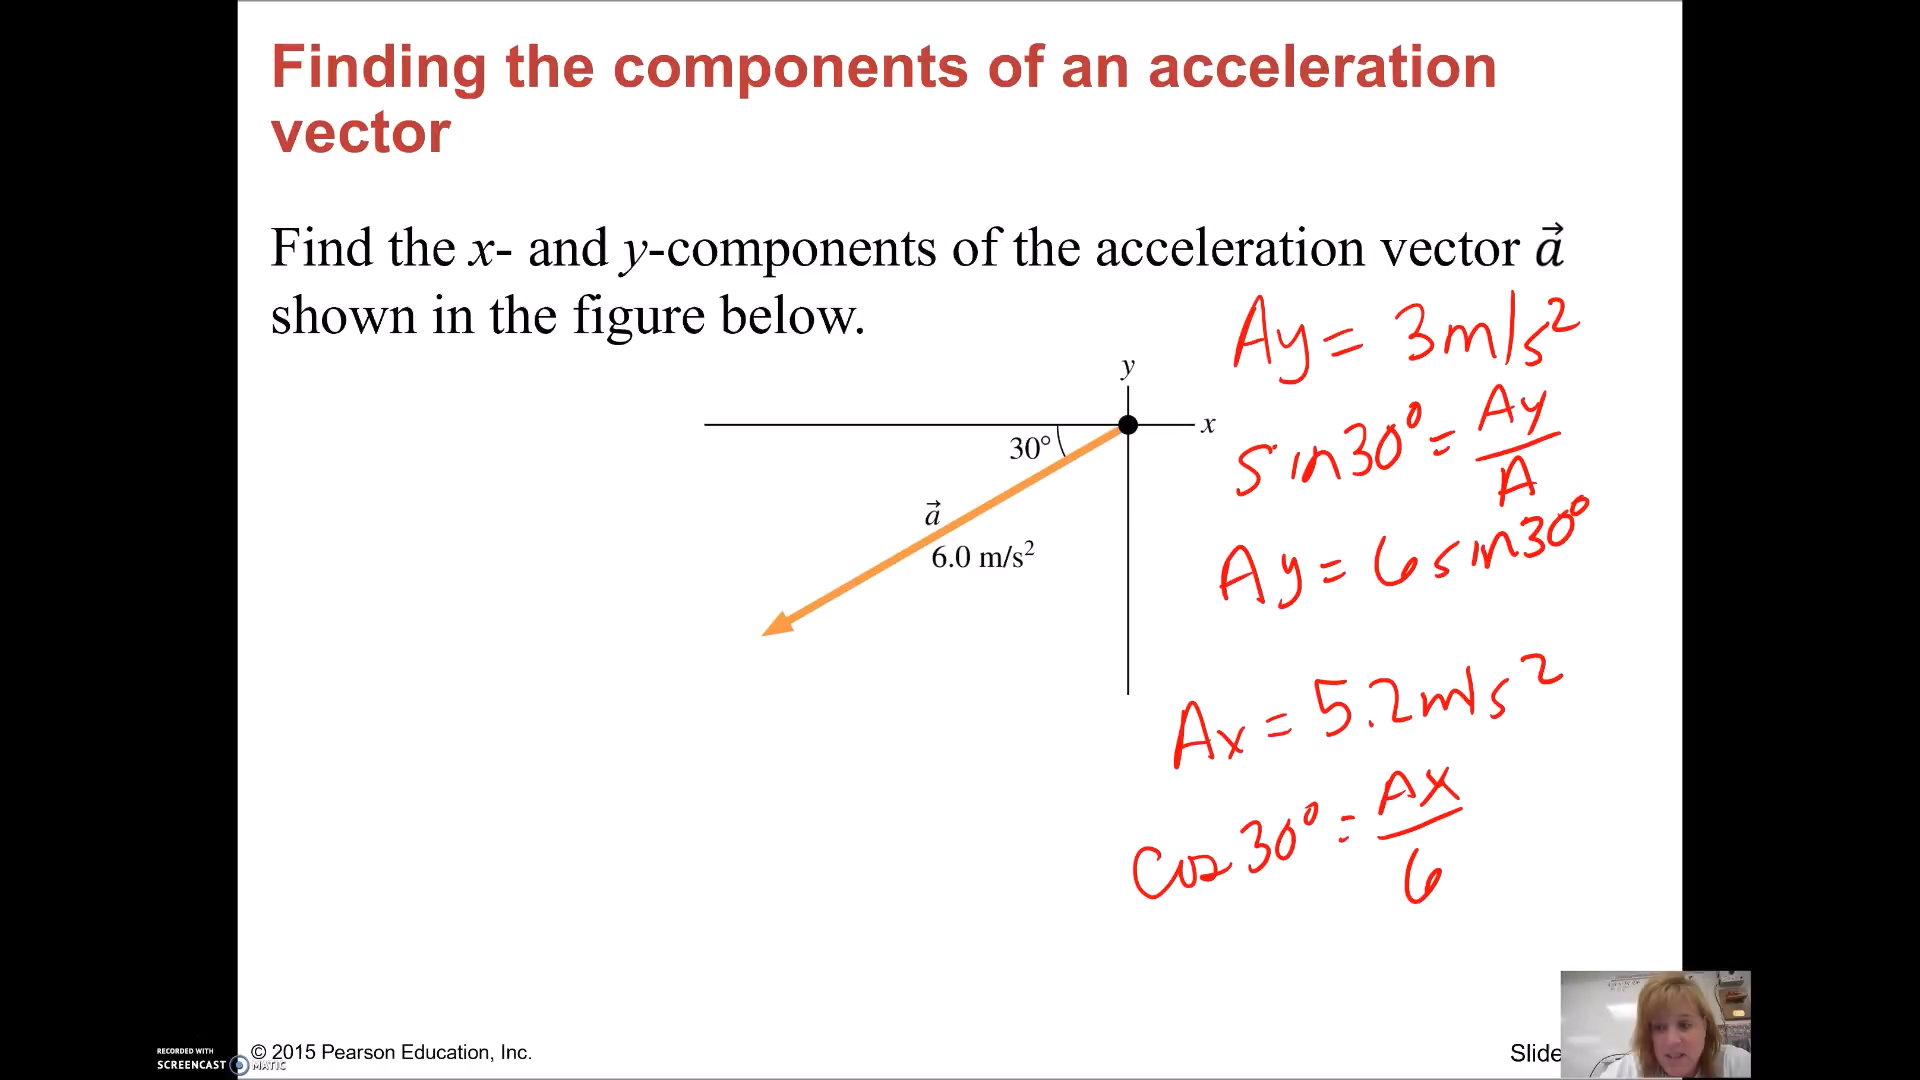 Finding the components of an acceleration
vector
Find the x- and y-components of the acceleration vector a⃗
shown in the figure below.
y
x
30°
a⃗
6.0 m/s²
Ay = 3m/s²
sin30° = Ay/A
Ay = 6sin30°
Ax = 5.2m/s²
cos30° = Ax/6
RECORDED WITH
SCREENCAST MATIC
© 2015 Pearson Education, Inc.
Slide